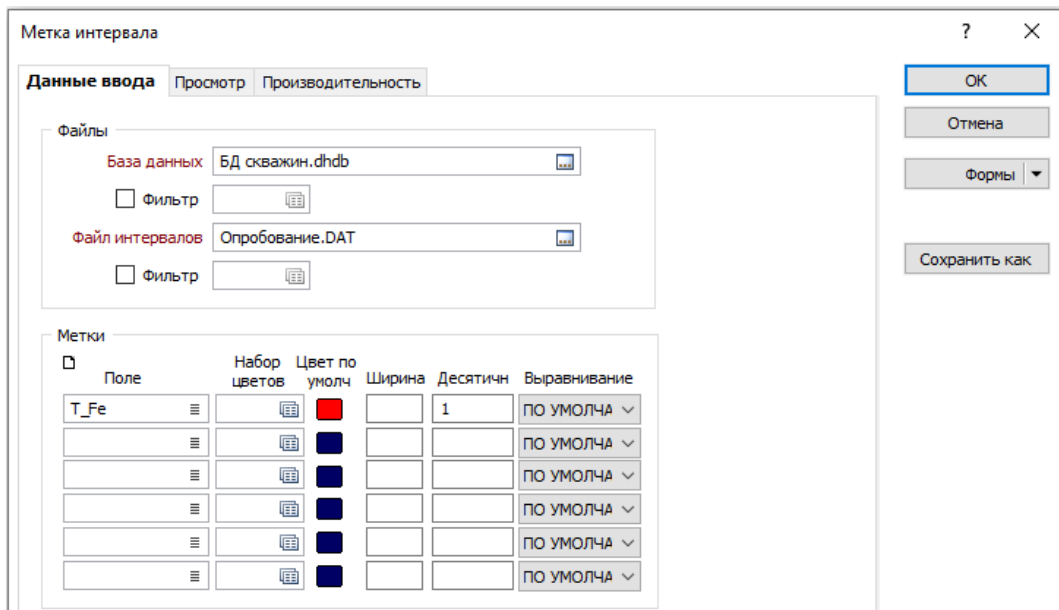 Метка интервала ?
Данные ввода Просмотр Производительность
OK
Отмена
Формы
Сохранить как
Файлы
База данных БД скважин.dhdb
Фильтр
Файл интервалов Опробование.DAT
Фильтр
Метки
Поле Набор цветов Цвет по умолч Ширина Десятичн Выравнивание
T_Fe 1 ПО УМОЛЧА
ПО УМОЛЧА
ПО УМОЛЧА
ПО УМОЛЧА
ПО УМОЛЧА
ПО УМОЛЧА